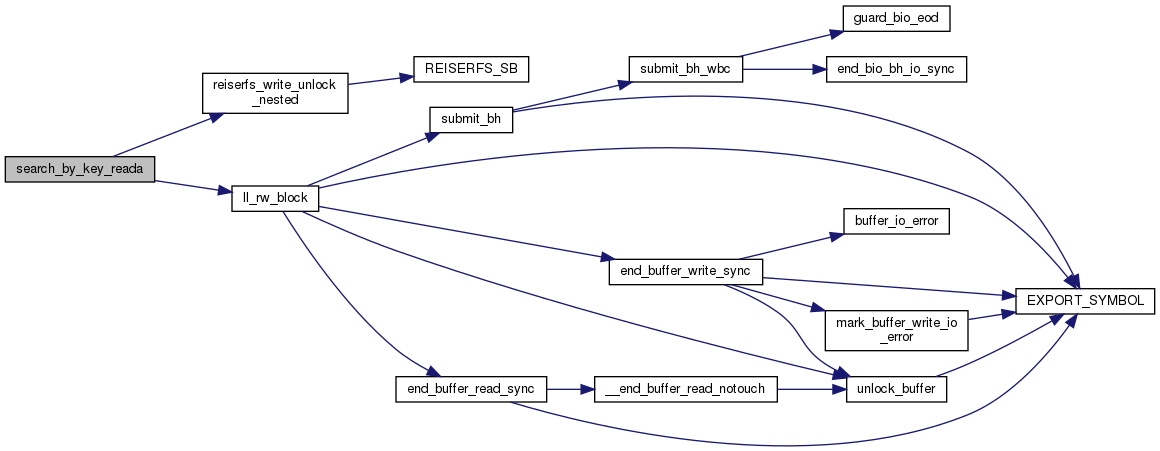 guard_bio_eod
submit_bh_wbc
end_bio_bh_io_sync
REISERFS_SB
reiserfs_write_unlock
_nested
submit_bh
search_by_key_reada
ll_rw_block
buffer_io_error
end_buffer_write_sync
EXPORT_SYMBOL
mark_buffer_write_io
_error
end_buffer_read_sync
__end_buffer_read_notouch
unlock_buffer